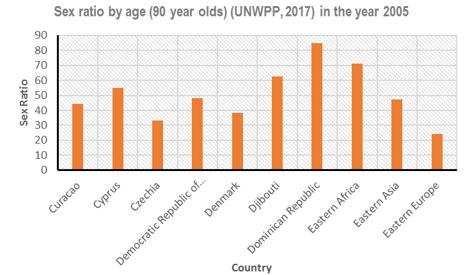 Sex ratio by age (90 year olds) (UNWPP, 2017) in the year 2005
90
80
70
60
50
40
30
20
10
0
Sex Ratio
Curacao
Cyprus
Czechia
Democratic Republic of...
Denmark
Djibouti
Dominican Republic
Eastern Africa
Eastern Asia
Eastern Europe
Country